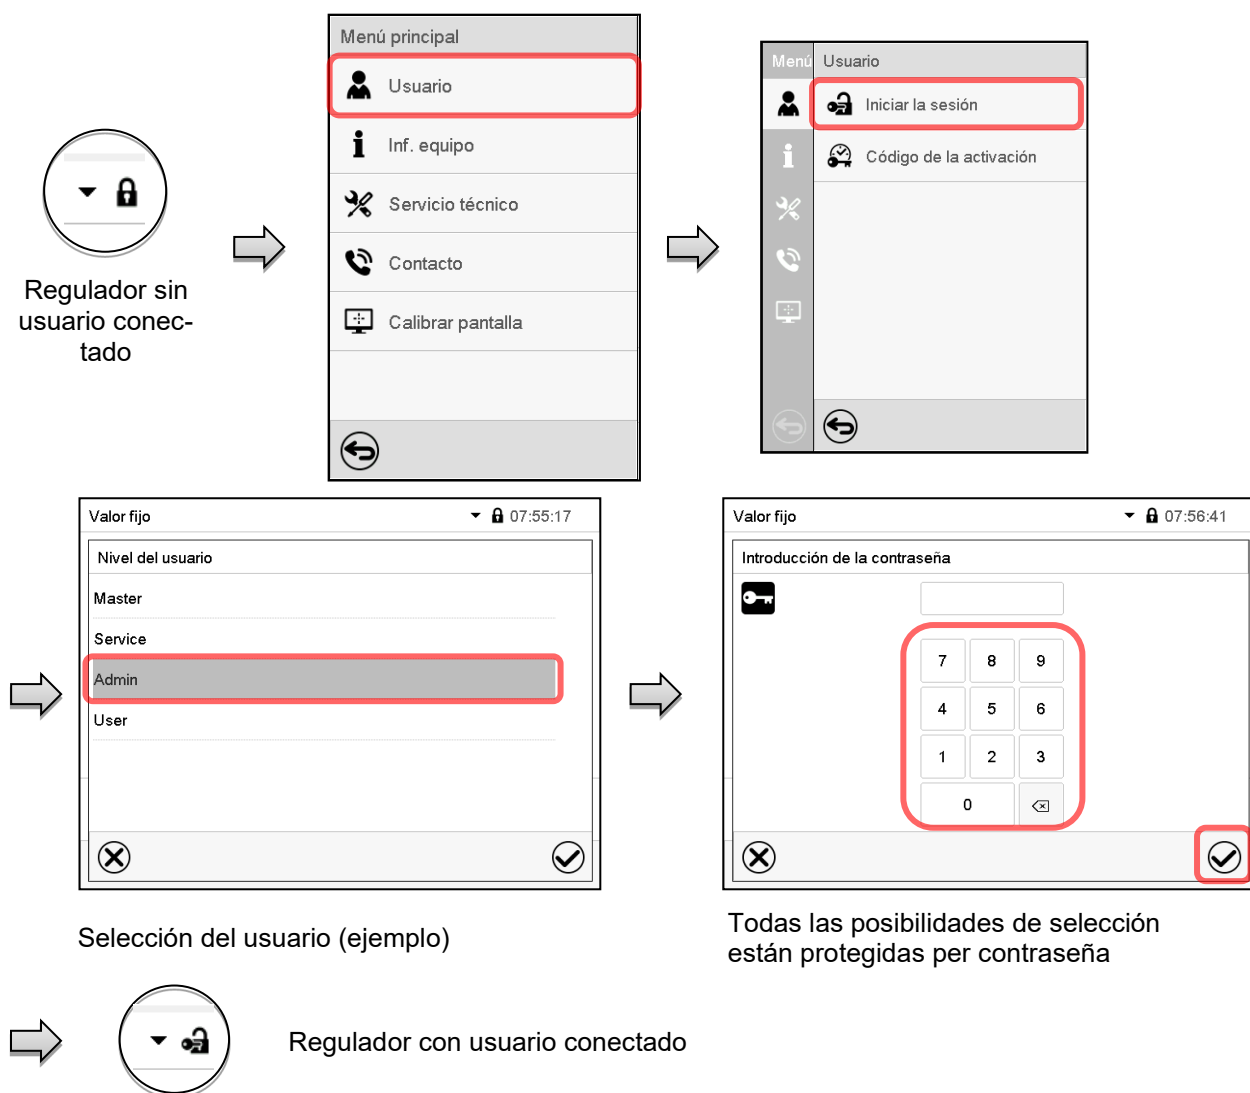 Regulador sin
usuario conec-
tado
Menú principal
Usuario
Inf. equipo
Servicio técnico
Contacto
Calibrar pantalla
Menú
Usuario
Iniciar la sesión
Código de la activación
Valor fijo
07:55:17
Nivel del usuario
Master
Service
Admin
User
Selección del usuario (ejemplo)
Valor fijo
07:56:41
Introducción de la contraseña
7 8 9
4 5 6
1 2 3
0
Todas las posibilidades de selección
están protegidas per contraseña
Regulador con usuario conectado